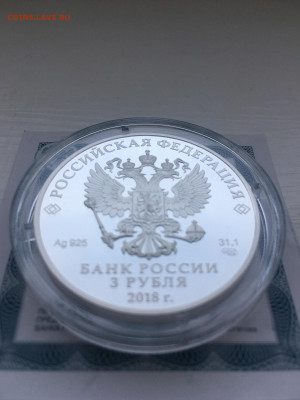 РОССИЙСКАЯ ФЕДЕРАЦИЯ
Ag 925 31,1
БАНК РОССИИ
3 РУБЛЯ
2018 г.